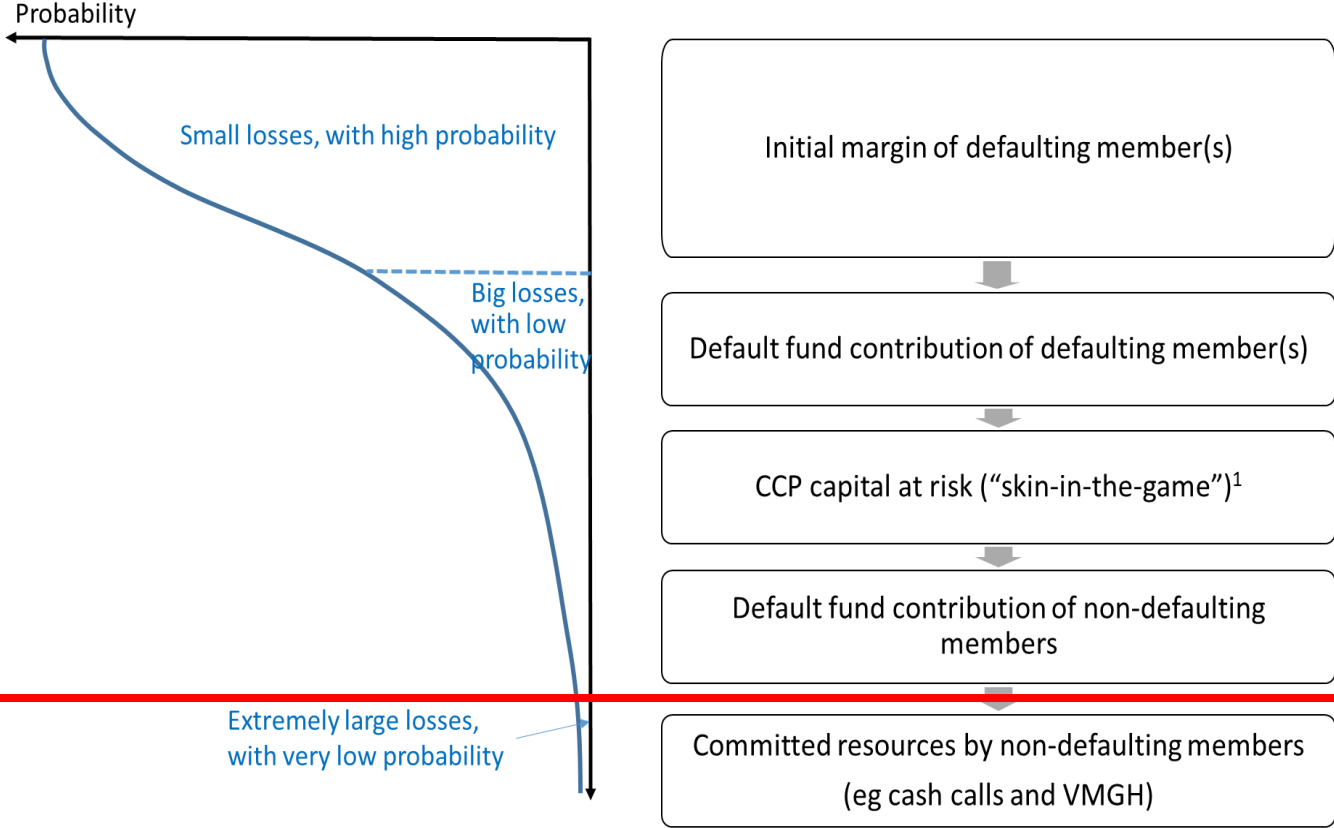 Probability
Small losses, with high probability
Big losses,
with low
probability
Extremely large losses,
with very low probability
Initial margin of defaulting member(s)
Default fund contribution of defaulting member(s)
CCP capital at risk (“skin-in-the-game”)¹
Default fund contribution of non-defaulting
members
Committed resources by non-defaulting members
(eg cash calls and VMGH)